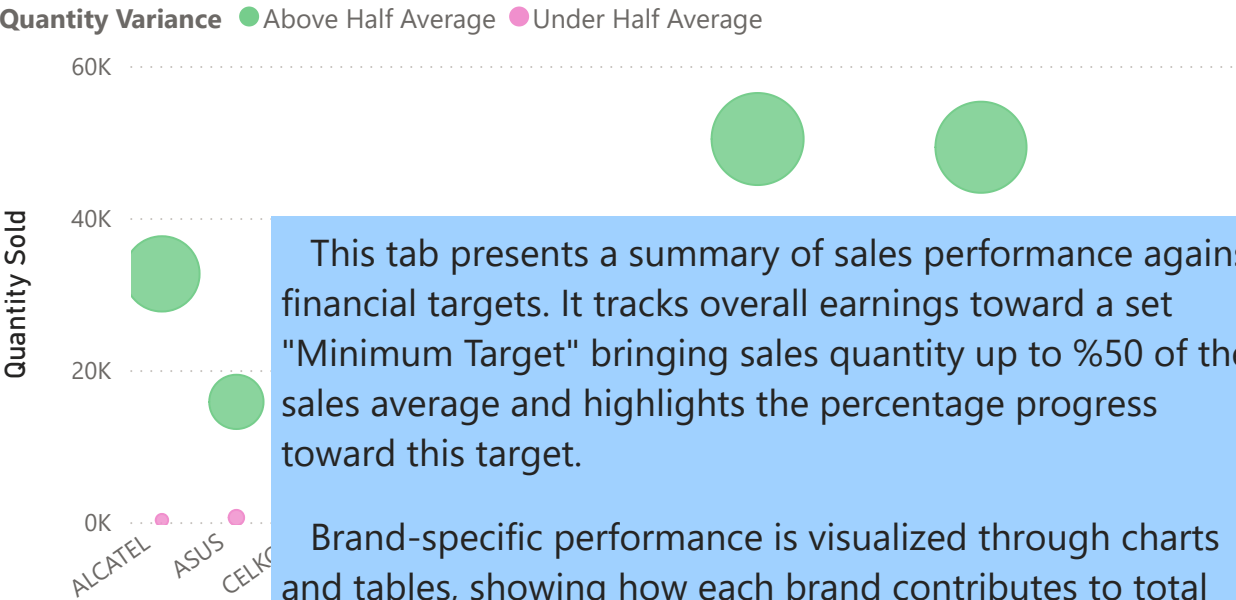 Quantity Variance Above Half Average Under Half Average
60K
40K
20K
0K
Quantity Sold
ALCATEL
ASUS
This tab presents a summary of sales performance
financial targets. It tracks overall earnings toward a set
"Minimum Target" bringing sales quantity up to %50 of
sales average and highlights the percentage progress
toward this target.
Brand-specific performance is visualized through charts
and tables, showing how each brand contributes to total